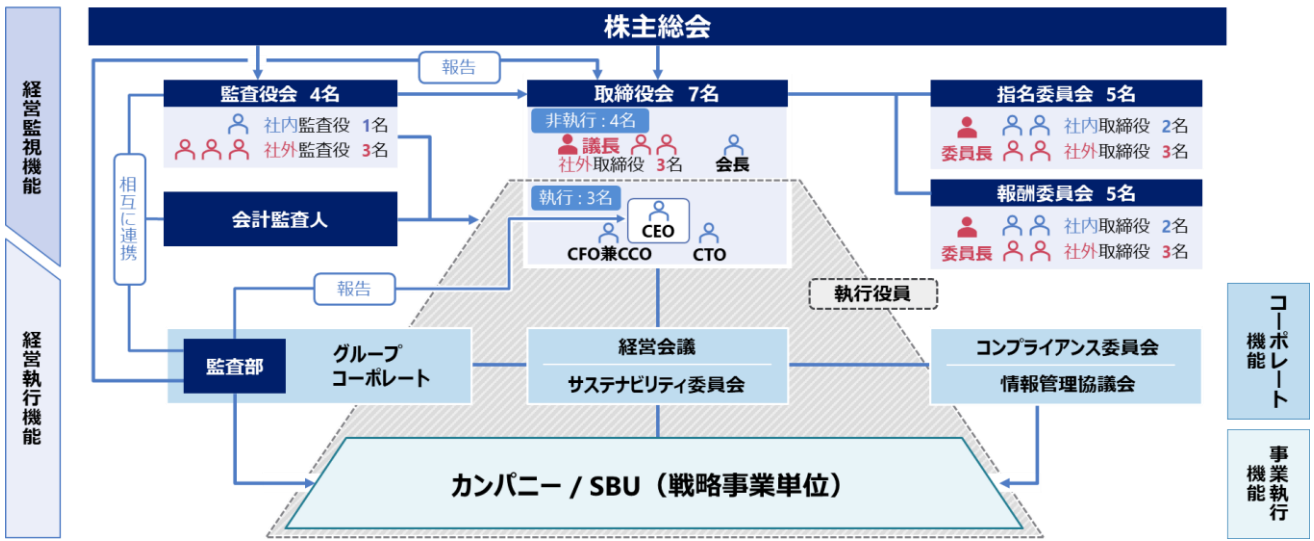 株主総会
経営監視機能
報告
監査役会 4名
社内監査役 1名
社外監査役 3名
取締役会 7名
非執行:4名
議長
社外取締役 3名
会長
指名委員会 5名
社内取締役 2名
委員長
社外取締役 3名
報酬委員会 5名
社内取締役 2名
委員長
社外取締役 3名
相互に連携
会計監査人
執行:3名
CEO
CFO兼CCO
CTO
報告
執行役員
経営執行機能
監査部
グループ
コーポレート
経営会議
サステナビリティ委員会
コンプライアンス委員会
情報管理協議会
コーポレート
機能
カンパニー / SBU(戦略事業単位)
事業執行
機能